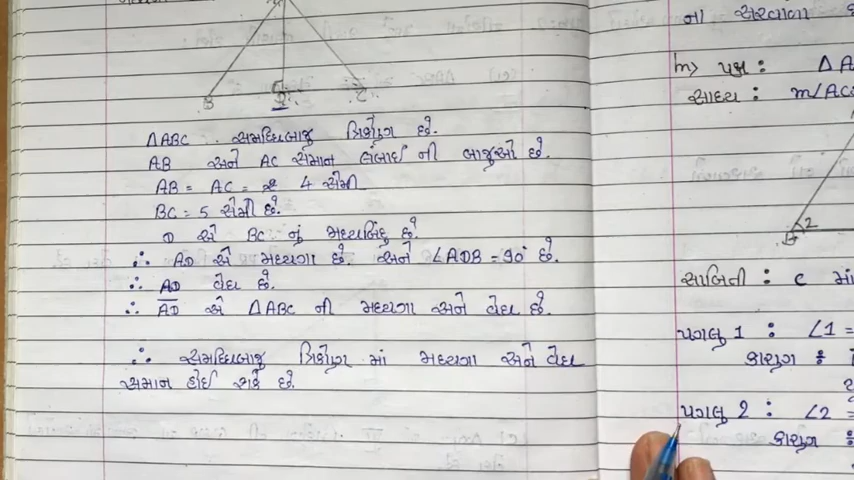 B D C
ΔABC સમદ્વિબાજુ ત્રિકોણ છે.
AB અને AC સમાન લંબાઈ ની બાજુઓ છે.
AB = AC = 4 સેમી
BC = 5 સેમી છે.
D એ BC નું મધ્યબિંદુ છે.
∴ AD એ મધ્યગા છે. અને ∠ADB = 90° છે.
∴ AD વેધ છે.
∴ AD એ ΔABC ની મધ્યગા અને વેધ છે.
∴ સમદ્વિબાજુ ત્રિકોણ માં મધ્યગા અને વેધ
સમાન હોઈ શકે છે.
ના સરવાળા
પક્ષ : ΔA
સાધ્ય : m∠AC
2
સાબિતી : C માં
પગલુ 1 : ∠1 =
કારણ :
પગલુ 2 : ∠2 =
કારણ :